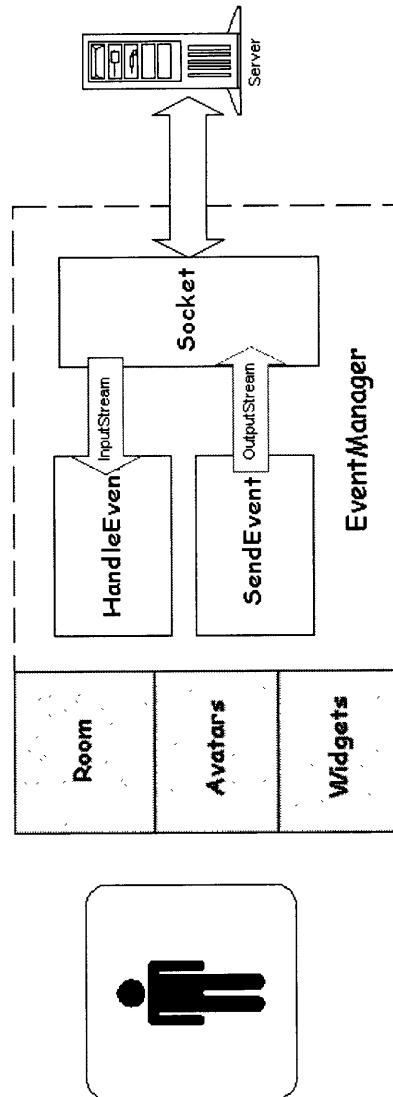 Room
Avatars
Widgets
HandleEven
SendEvent
InputStream
OutputStream
Socket
EventManager
Server